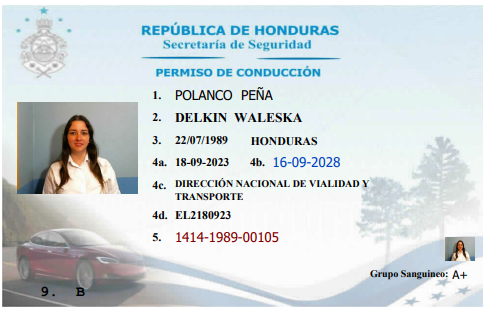 REPÚBLICA DE HONDURAS
Secretaría de Seguridad
PERMISO DE CONDUCCIÓN
1. POLANCO PEÑA
2. DELKIN WALESKA
3. 22/07/1989 HONDURAS
4a. 18-09-2023 4b. 16-09-2028
4c. DIRECCIÓN NACIONAL DE VIALIDAD Y
TRANSPORTE
4d. EL2180923
5. 1414-1989-00105
Grupo Sanguineo: A+
9. B